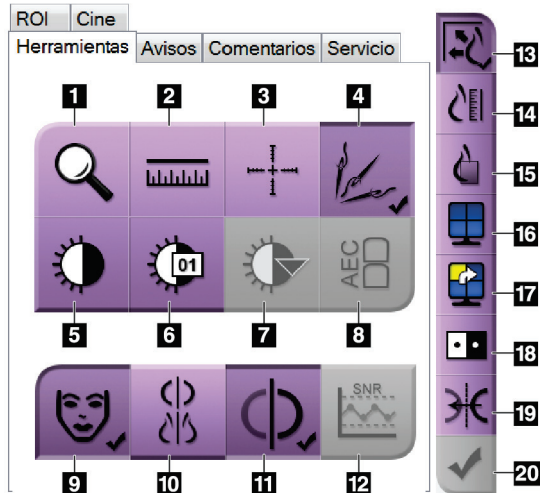 ROI Cine
Herramientas Avisos Comentarios Servicio
1 2 3 4
01
AEC
5 6 7 8
SNR
9 10 11 12
13
14
15
16
17
18
19
20